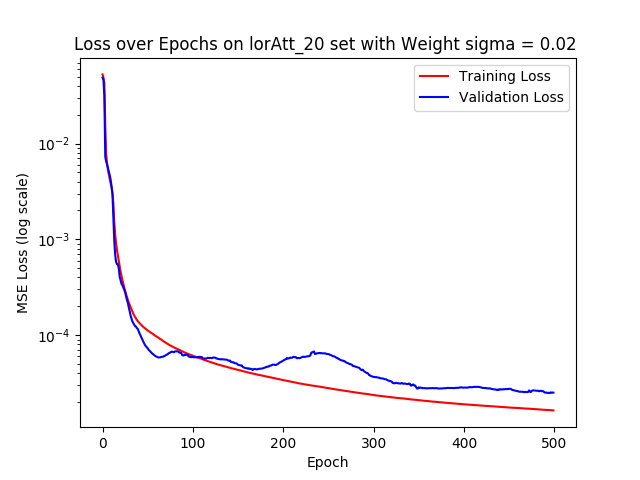 Loss over Epochs on lorAtt_20 set with Weight sigma = 0.02
Training Loss
Validation Loss
MSE Loss (log scale)
10⁻²
10⁻³
10⁻⁴
0 100 200 300 400 500
Epoch